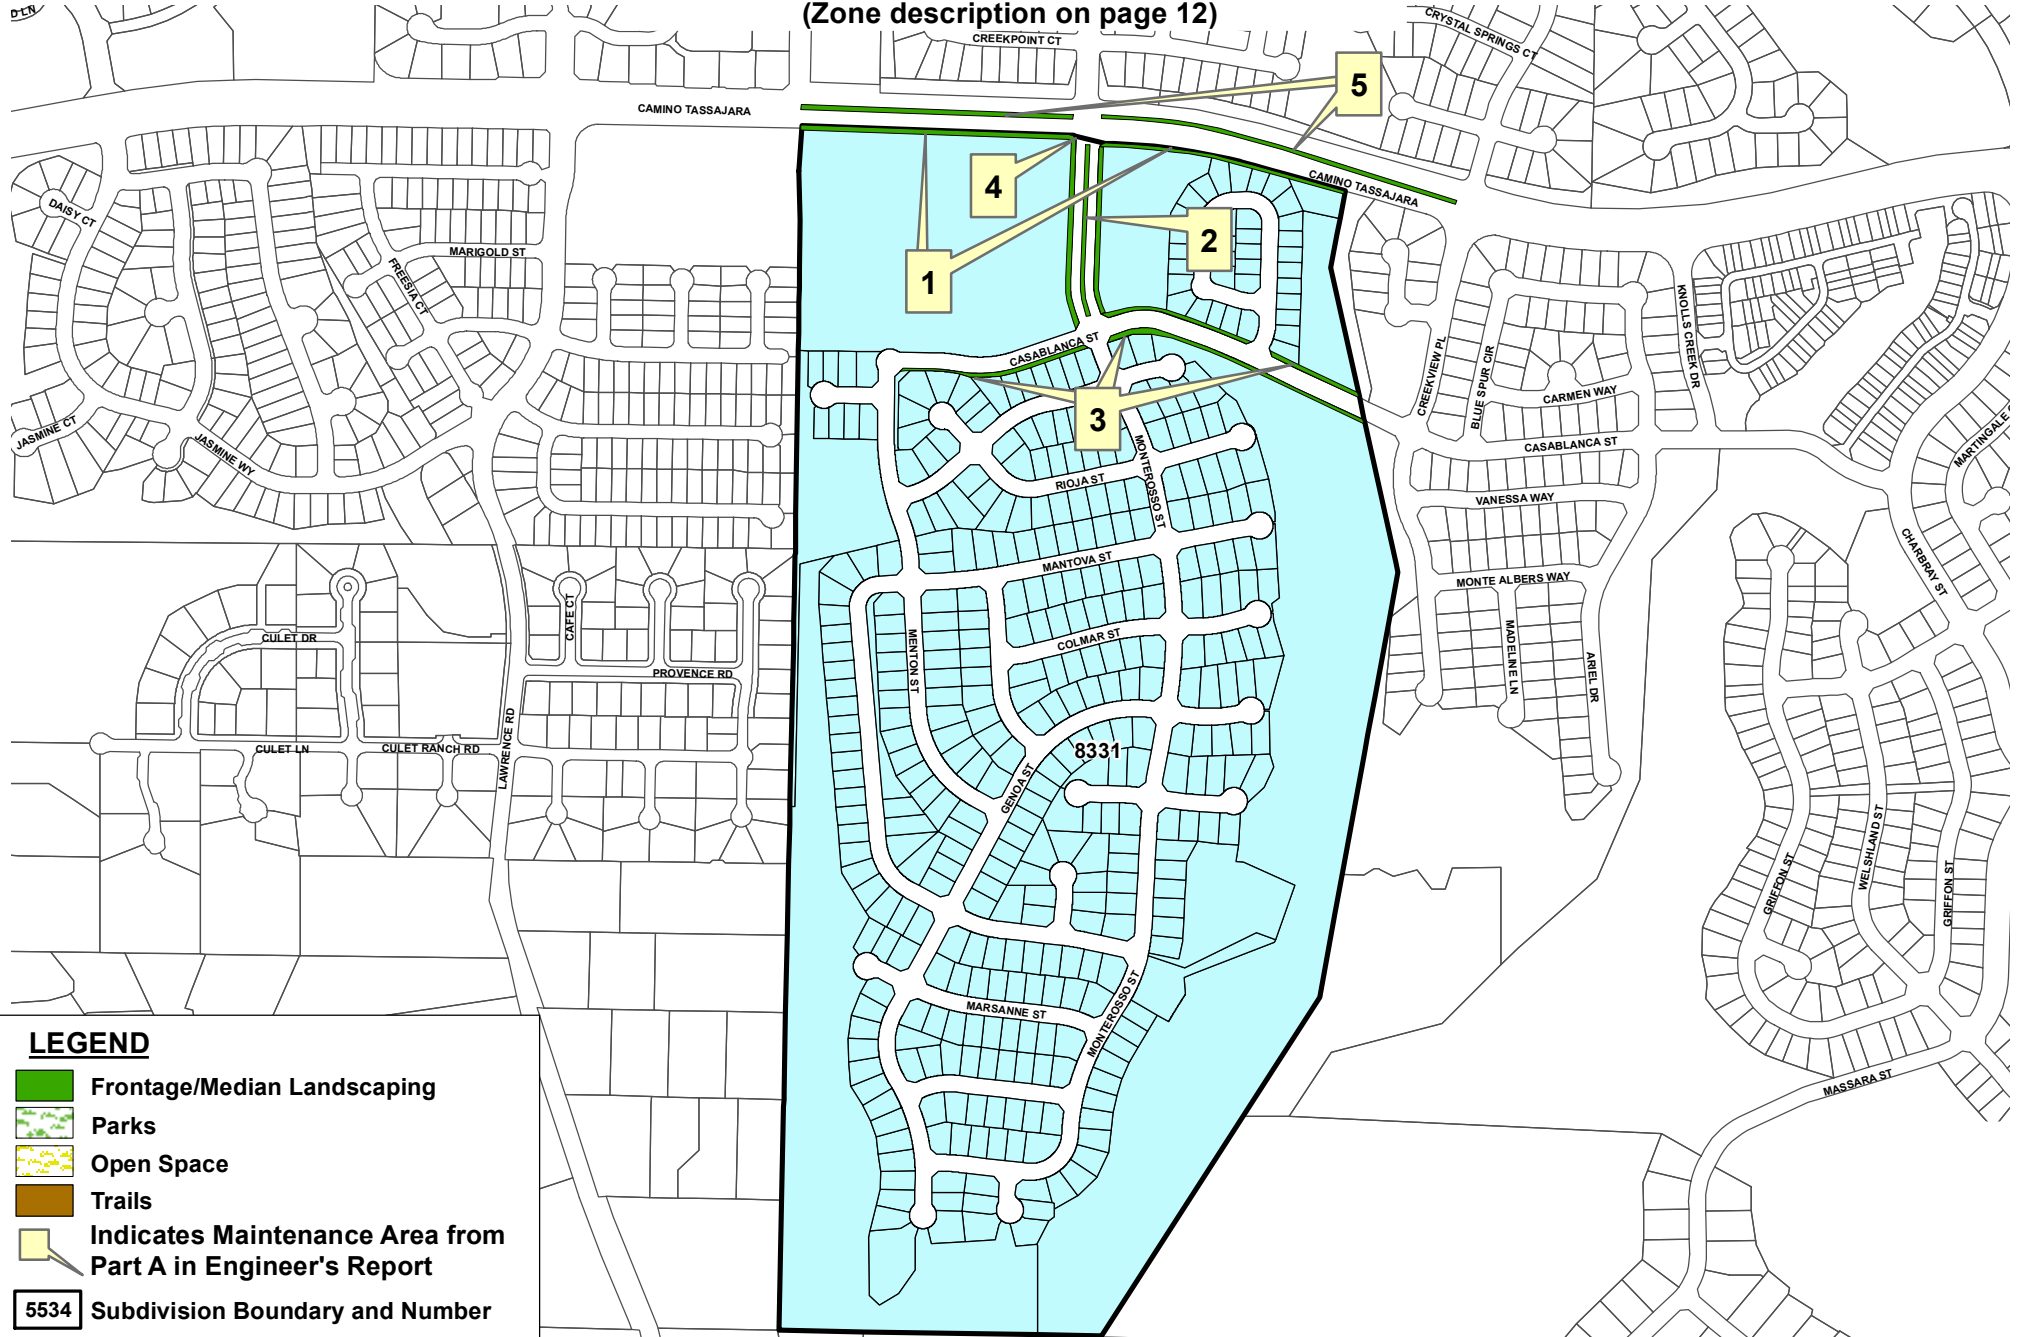 (Zone description on page 12)
D LN
CREEKPOINT CT
CRYSTAL SPRINGS CT
5
CAMINO TASSAJARA
4
CAMINO TASSAJARA
DAISY CT
2
MARIGOLD ST
FREESIA CT
1
KNOLLS CREEK DR
CASABLANCA ST
CREEKVIEW PL
BLUE SPUR CIR
CARMEN WAY
3
JASMINE CT
JASMINE WY
MONTEROSSO ST
CASABLANCA ST
MARTINGALE
RIOJA ST
VANESSA WAY
MANTOVA ST
CHARBRAY ST
MONTE ALBERS WAY
CAFE CT
CULET DR
COLMAR ST
MENTON ST
MADELINE LN
ARIEL DR
PROVENCE RD
LAWRENCE RD
CULET LN
CULET RANCH RD
8331
GENOA ST
GRIFFON ST
WELSHLAND ST
GRIFFON ST
MARSANNE ST
MONTEROSSO ST
MASSARA ST
LEGEND
Frontage/Median Landscaping
Parks
Open Space
Trails
Indicates Maintenance Area from
Part A in Engineer's Report
5534 Subdivision Boundary and Number